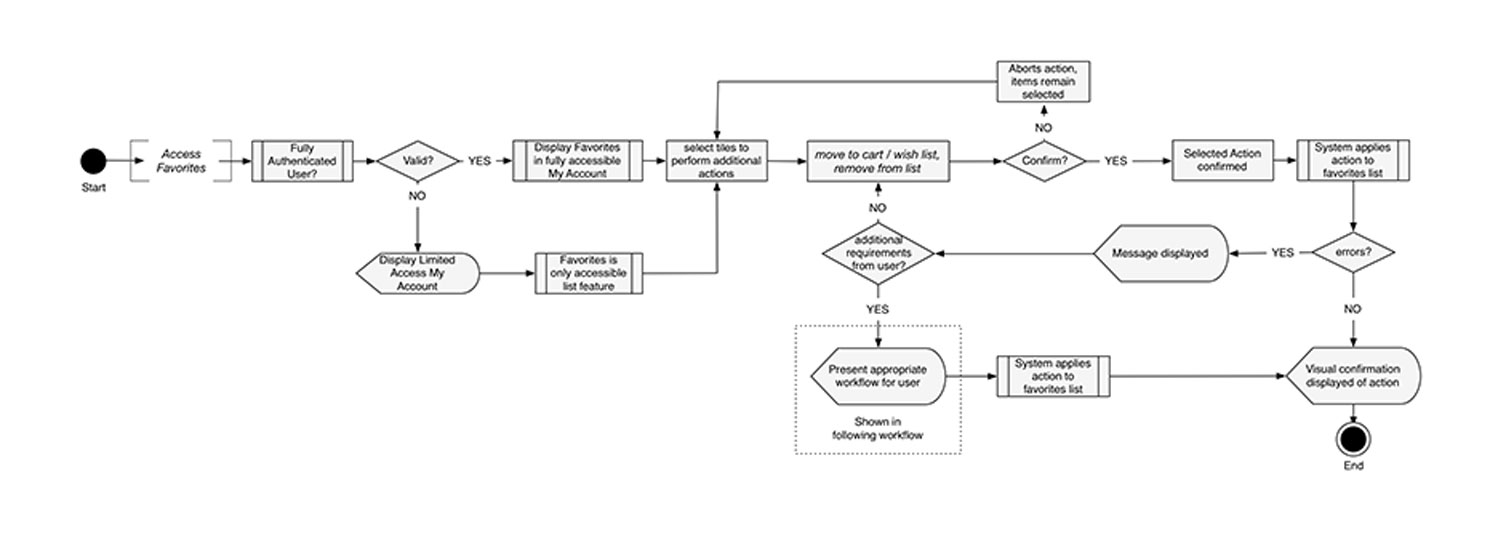 Start
Access
Favorites
Fully
Authenticated
User?
Valid?
YES
NO
Display Favorites
in fully accessible
My Account
select tiles to
perform additional
actions
move to cart / wish list,
remove from list
Aborts action,
items remain
selected
NO
Confirm?
YES
Selected Action
confirmed
System applies
action to
favorites list
Display Limited
Access My
Account
Favorites is
only accessible
list feature
NO
additional
requirements
from user?
Message displayed
YES
errors?
YES
NO
Present appropriate
workflow for user
Shown in
following workflow
System applies
action to
favorites list
Visual confirmation
displayed of action
End